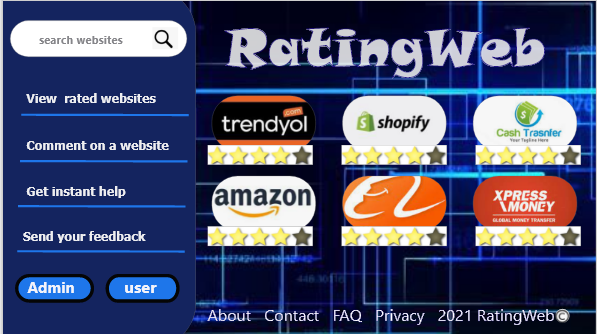 search websites
View rated websites
Comment on a website
Get instant help
Send your feedback
Admin
user
RatingWeb
trendyol
.com
shopify
Cash Trasnfer
Your Tagline Here
amazon
XPRESS
MONEY
GLOBAL MONEY TRANSFER
About Contact FAQ Privacy 2021 RatingWeb©